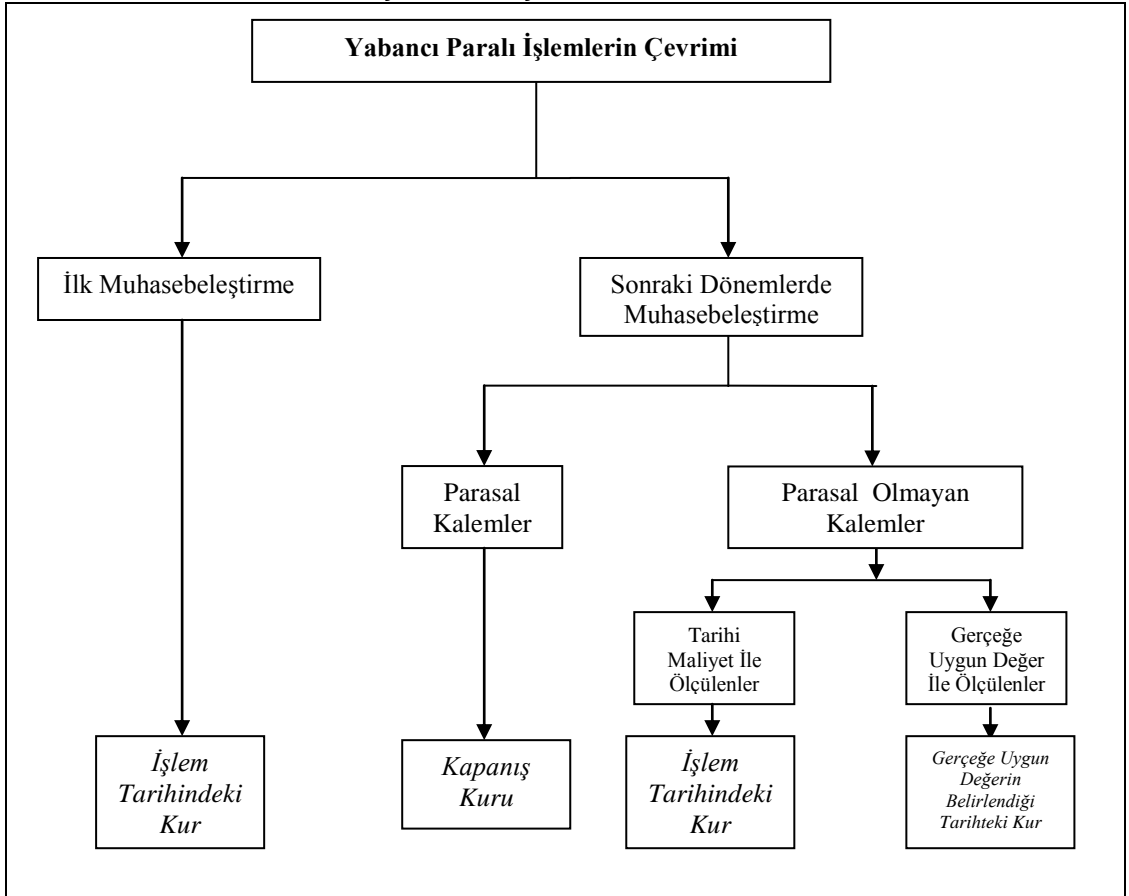 Yabancı Paralı İşlemlerin Çevrimi
İlk Muhasebeleştirme
Sonraki Dönemlerde
Muhasebeleştirme
Parasal
Kalemler
Parasal Olmayan
Kalemler
Tarihi
Maliyet İle
Ölçülenler
Gerçeğe
Uygun Değer
İle Ölçülenler
İşlem
Tarihindeki
Kur
Kapanış
Kuru
İşlem
Tarihindeki
Kur
Gerçeğe Uygun
Değerin
Belirlendiği
Tarihteki Kur